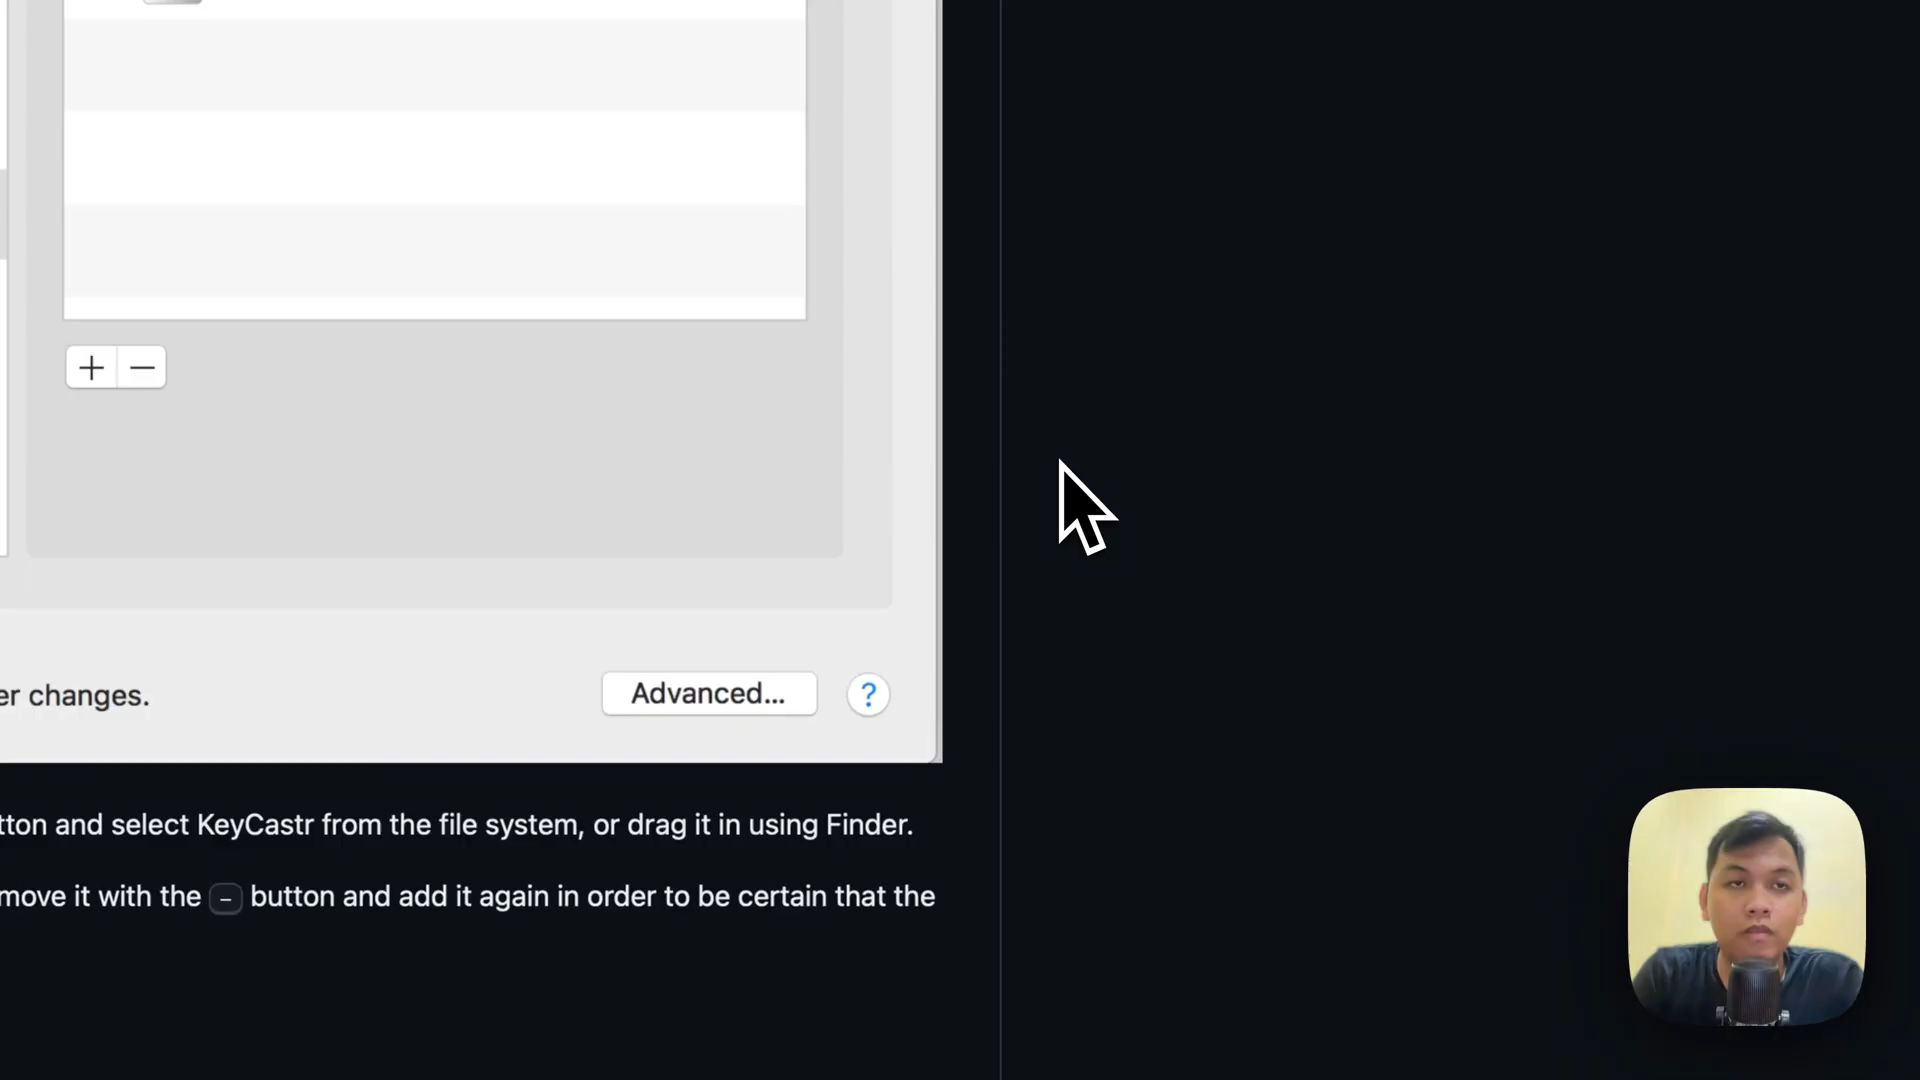 er changes.
Advanced...
?
tton and select KeyCastr from the file system, or drag it in using Finder.
move it with the - button and add it again in order to be certain that the